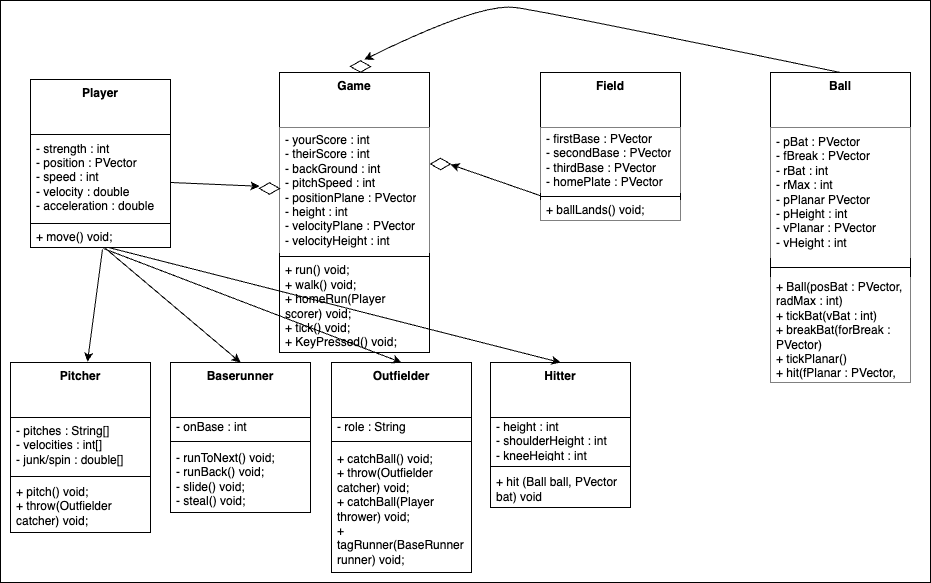 Player
- strength : int
- position : PVector
- speed : int
- velocity : double
- acceleration : double
+ move() void;
Game
- yourScore : int
- theirScore : int
- backGround : int
- pitchSpeed : int
- positionPlane : PVector
- height : int
- velocityPlane : PVector
- velocityHeight : int
+ run() void;
+ walk() void;
+ homeRun(Player
scorer) void;
+ tick() void;
+ KeyPressed() void;
Field
- firstBase : PVector
- secondBase : PVector
- thirdBase : PVector
- homePlate : PVector
+ ballLands() void;
Ball
- pBat : PVector
- fBreak : PVector
- rBat : int
- rMax : int
- pPlanar PVector
- pHeight : int
- vPlanar : PVector
- vHeight : int
+ Ball(posBat : PVector,
radMax : int)
+ tickBat(vBat : int)
+ breakBat(forBreak :
PVector)
+ tickPlanar()
+ hit(fPlanar : PVector,
Pitcher
- pitches : String[]
- velocities : int[]
- junk/spin : double[]
+ pitch() void;
+ throw(Outfielder
catcher) void;
Baserunner
- onBase : int
- runToNext() void;
- runBack() void;
- slide() void;
- steal() void;
Outfielder
- role : String
+ catchBall() void;
+ throw(Outfielder
catcher) void;
+ catchBall(Player
thrower) void;
+
tagRunner(BaseRunner
runner) void;
Hitter
- height : int
- shoulderHeight : int
- kneeHeight : int
+ hit (Ball ball, PVector
bat) void